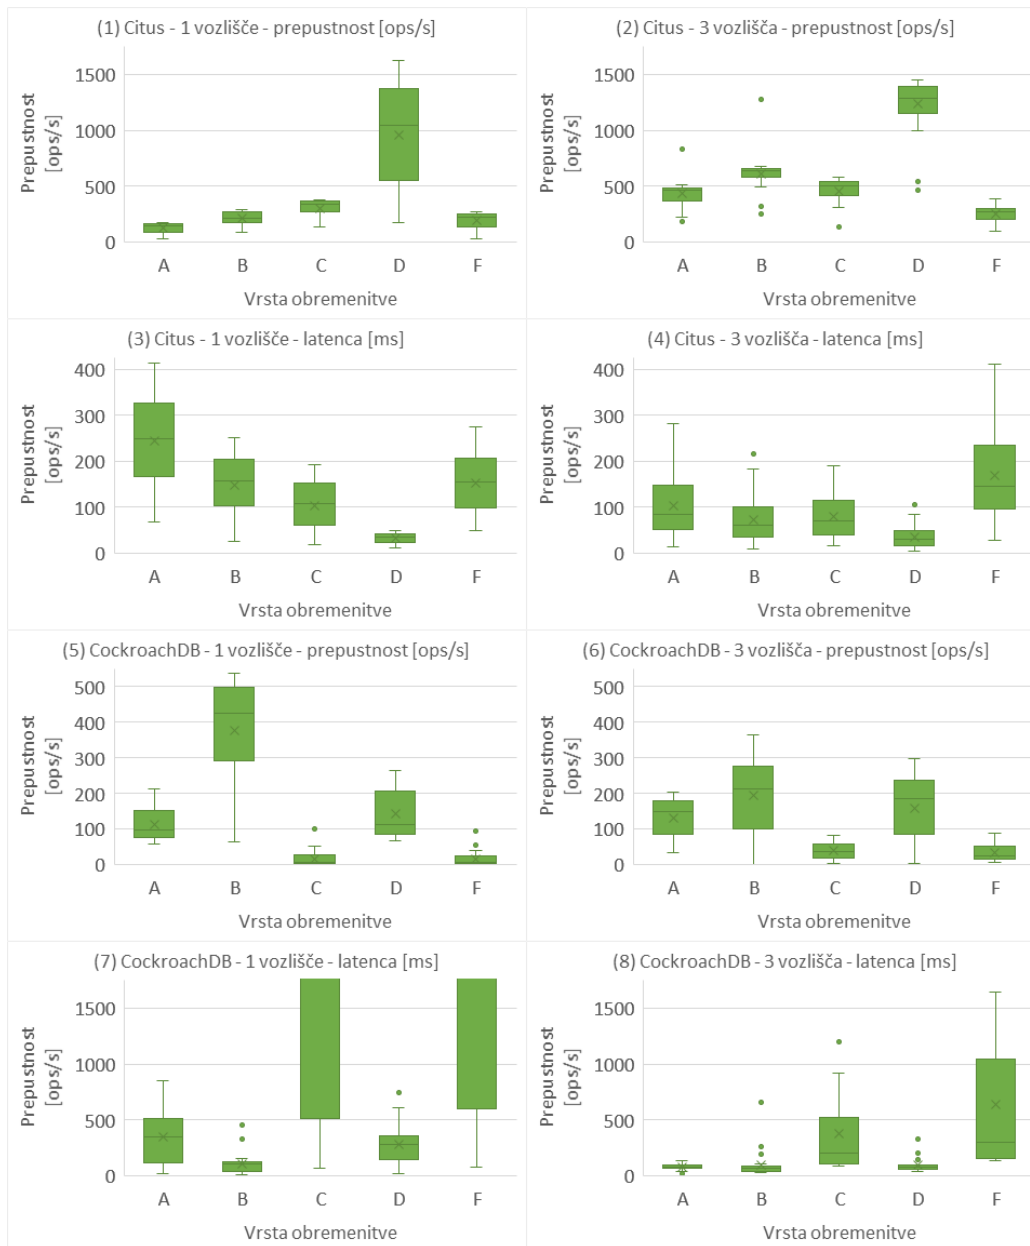 (1) Citus - 1 vozlišče - prepustnost [ops/s]
Prepustnost
[ops/s]
1500
1000
500
0
A B C D F
Vrsta obremenitve
(2) Citus - 3 vozlišča - prepustnost [ops/s]
Prepustnost
[ops/s]
1500
1000
500
0
A B C D F
Vrsta obremenitve
(3) Citus - 1 vozlišče - latenca [ms]
Prepustnost
[ops/s]
400
300
200
100
0
A B C D F
Vrsta obremenitve
(4) Citus - 3 vozlišča - latenca [ms]
Prepustnost
[ops/s]
400
300
200
100
0
A B C D F
Vrsta obremenitve
(5) CockroachDB - 1 vozlišče - prepustnost [ops/s]
Prepustnost
[ops/s]
500
400
300
200
100
0
A B C D F
Vrsta obremenitve
(6) CockroachDB - 3 vozlišča - prepustnost [ops/s]
Prepustnost
[ops/s]
500
400
300
200
100
0
A B C D F
Vrsta obremenitve
(7) CockroachDB - 1 vozlišče - latenca [ms]
Prepustnost
[ops/s]
1500
1000
500
0
A B C D F
Vrsta obremenitve
(8) CockroachDB - 3 vozlišča - latenca [ms]
Prepustnost
[ops/s]
1500
1000
500
0
A B C D F
Vrsta obremenitve